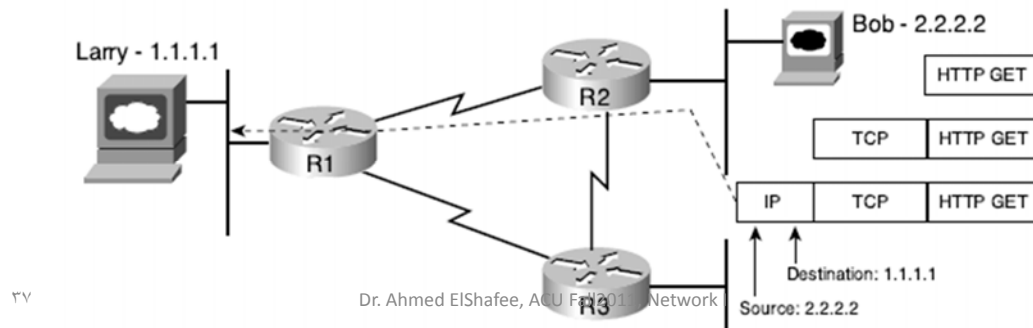 Larry - 1.1.1.1
Bob - 2.2.2.2
HTTP GET
R2
TCP HTTP GET
R1
IP TCP HTTP GET
Destination: 1.1.1.1
٣٧
Dr. Ahmed ElShafee, ACU Network
R3
Source: 2.2.2.2